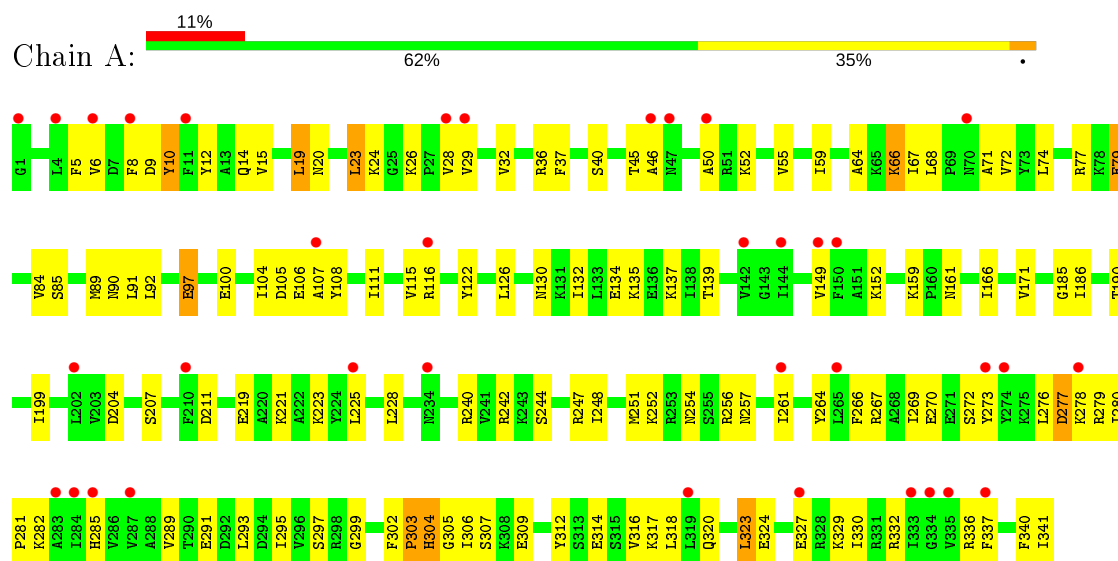 11%
Chain A:
62% 35% •
G1 L4 F5 V6 D7 F8 D9 Y10 F11 Y12 A13 Q14 V15 L19 N20 L23 K24 G25 K26 P27 V28 V29 V32 R36 F37 S40 T45 A46 N47 A50 R51 K52 V55 I59 A64 K65 K66 I67 L68 P69 N70 A71 V72 Y73 L74 R77 K78
V84 S85 M89 N90 L91 L92 E97 E100 I104 D105 E106 A107 Y108 I111 V115 R116 Y122 L126 N130 K131 I132 L133 E134 K135 E136 K137 I138 T139 V142 G143 I144 V149 F150 A151 K152 K159 P160 N161 I166 V171 G185 I186 T190
I199 L202 V203 D204 S207 F210 D211 E219 A220 K221 A222 K223 Y224 L225 L228 N234 R240 V241 R242 K243 S244 R247 I248 M251 K252 R253 N254 S255 R256 N257 I261 Y264 L265 F266 R267 A268 I269 E270 E271 S272 Y273 Y274 K275 L276 D277 K278 R279
P281 K282 A283 I284 H285 V286 V287 A288 V289 T290 E291 D292 L293 D294 I295 V296 S297 R298 G299 F302 P303 H304 G305 I306 S307 K308 E309 Y312 S313 E314 S315 V316 K317 L318 L319 Q320 L323 E324 E327 R328 K329 I330 R331 R332 I333 G334 V335 R336 F337 F340 I341